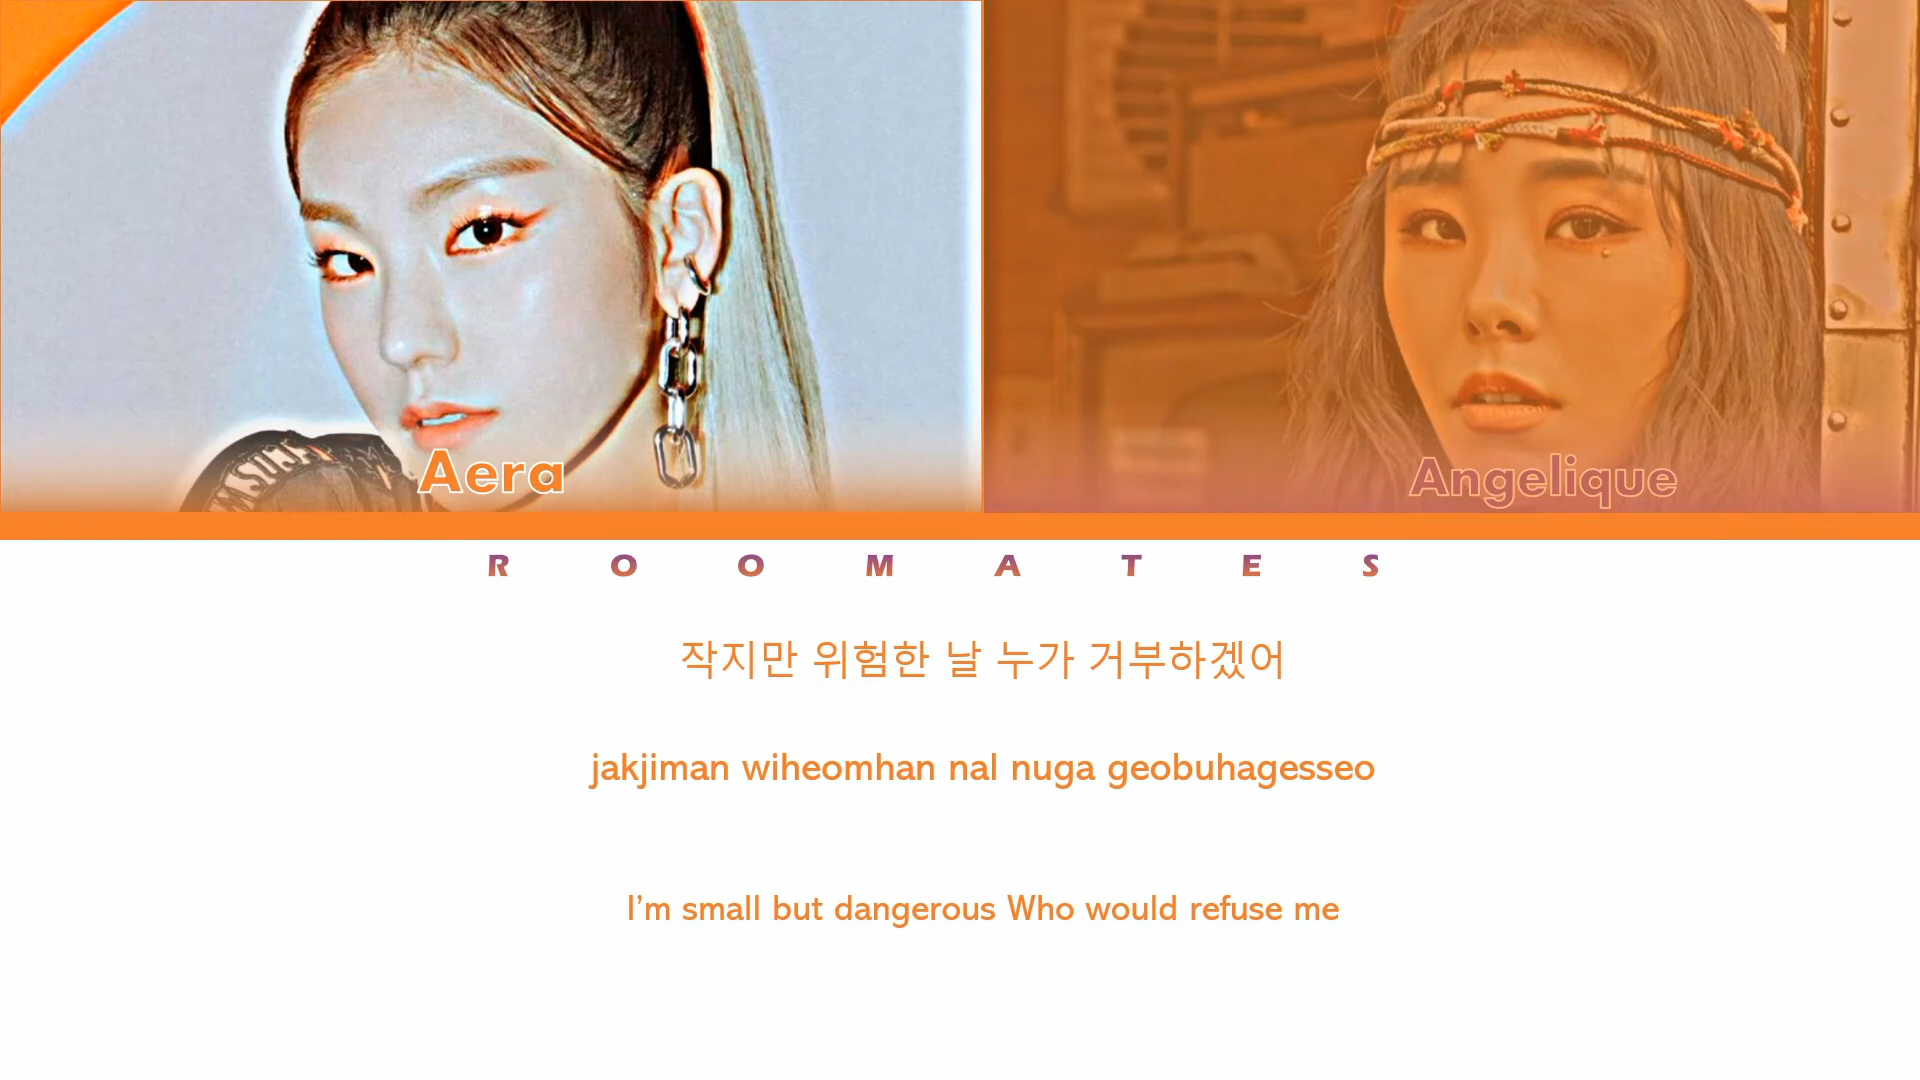 Aera
Angelique
R O O M A T E S
작지만 위험한 날 누가 거부하겠어
jakjiman wiheomhan nal nuga geobuhagesseo
I’m small but dangerous Who would refuse me